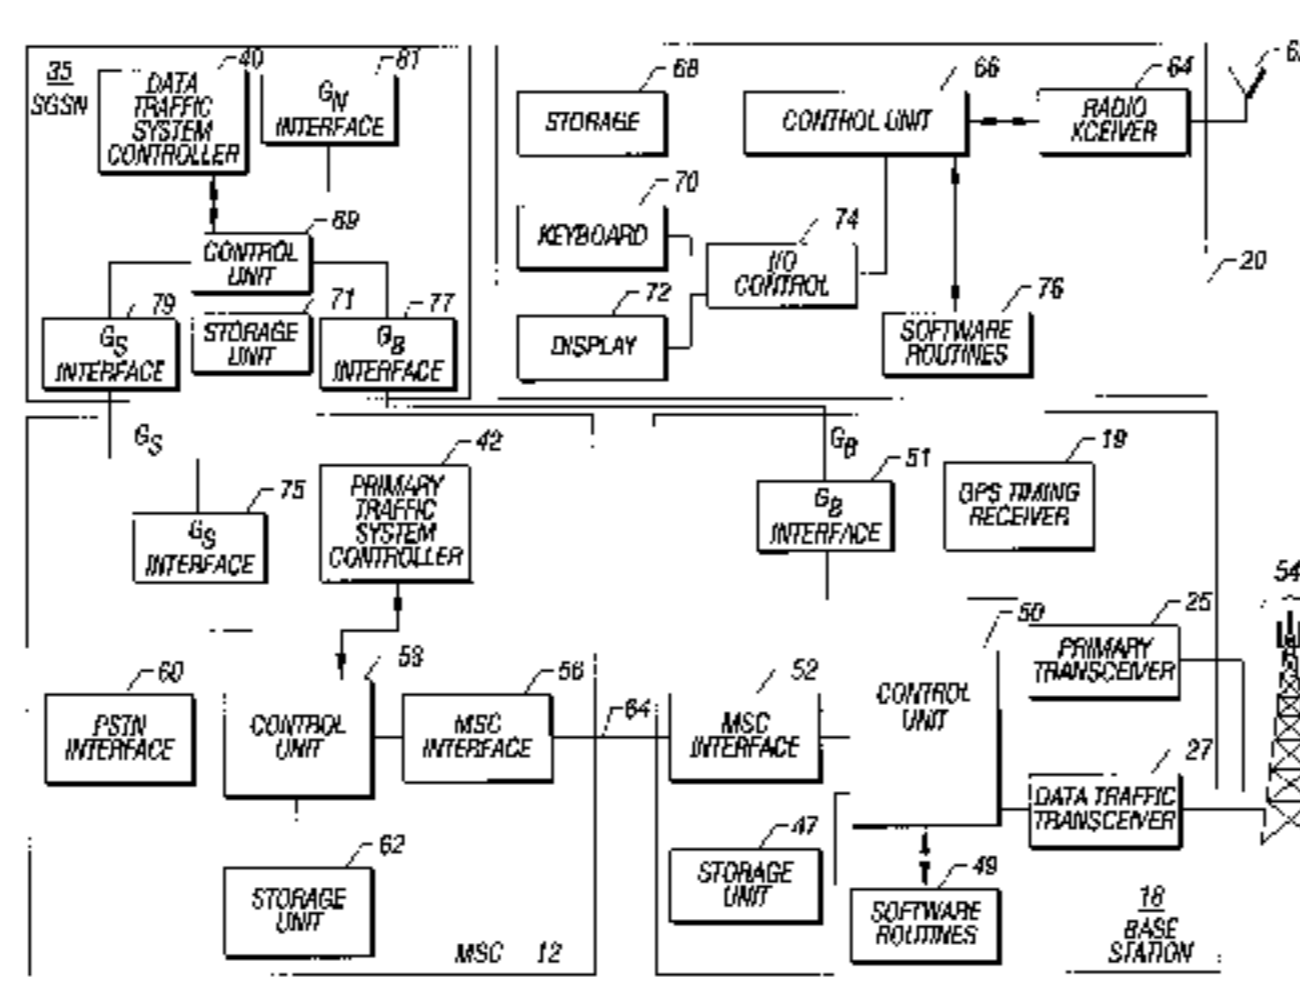 35
SGSN
40
DATA
TRAFFIC
SYSTEM
CONTROLLER
81
GN
INTERFACE
69
CONTROL
UNIT
79
GS
INTERFACE
71
STORAGE
UNIT
77
GB
INTERFACE
68
STORAGE
66
CONTROL UNIT
64
RADIO
XCEIVER
70
KEYBOARD
74
I/O
CONTROL
72
DISPLAY
76
SOFTWARE
ROUTINES
20
GS
75
GS
INTERFACE
42
PRIMARY
TRAFFIC
SYSTEM
CONTROLLER
60
PSTN
INTERFACE
58
CONTROL
UNIT
56
MSC
INTERFACE
64
62
STORAGE
UNIT
MSC 12
GB
51
GB
INTERFACE
19
GPS TIMING
RECEIVER
54
52
MSC
INTERFACE
50
CONTROL
UNIT
25
PRIMARY
TRANSCEIVER
27
DATA TRAFFIC
TRANSCEIVER
47
STORAGE
UNIT
49
SOFTWARE
ROUTINES
18
BASE
STATION